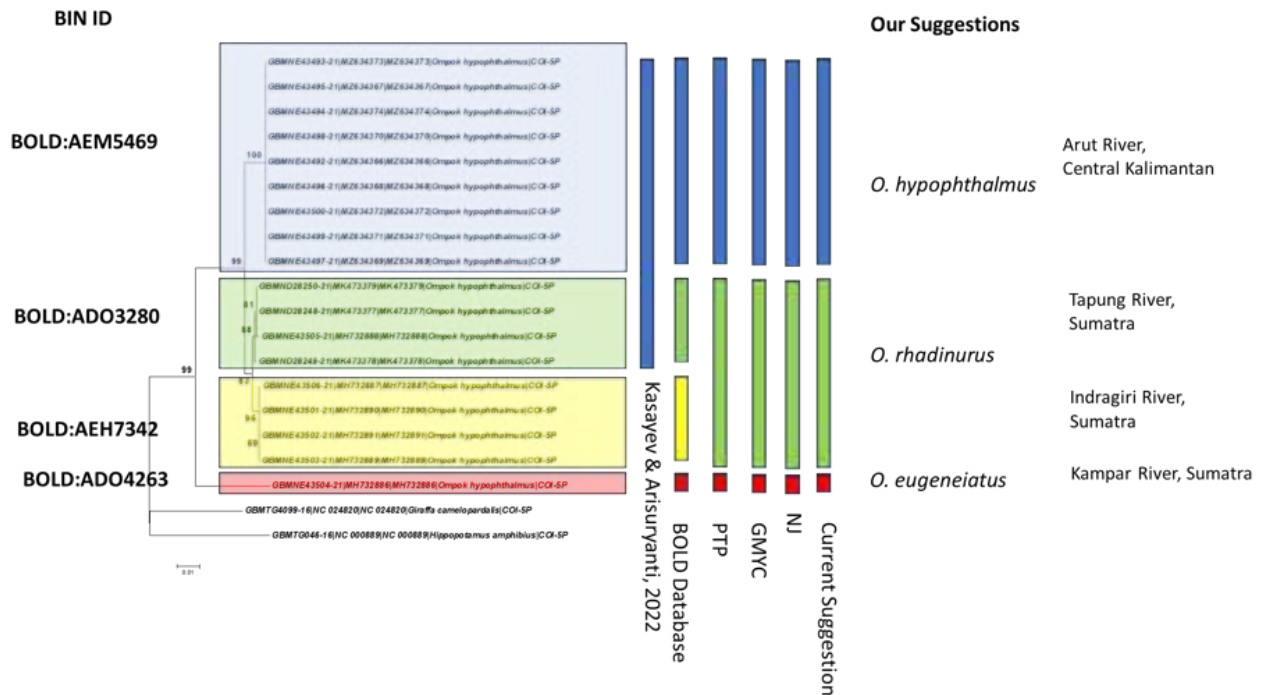 BIN ID
Our Suggestions
BOLD:AEM5469
BOLD:ADO3280
BOLD:AEH7342
BOLD:ADO4263
GBMNE43493-21|MZ634373|MZ634373|Ompok hypophthalmus|COI-5P
GBMNE43495-21|MZ634367|MZ634367|Ompok hypophthalmus|COI-5P
GBMNE43494-21|MZ634374|MZ634374|Ompok hypophthalmus|COI-5P
GBMNE43498-21|MZ634370|MZ634370|Ompok hypophthalmus|COI-5P
GBMNE43492-21|MZ634366|MZ634366|Ompok hypophthalmus|COI-5P
GBMNE43496-21|MZ634368|MZ634368|Ompok hypophthalmus|COI-5P
GBMNE43500-21|MZ634372|MZ634372|Ompok hypophthalmus|COI-5P
GBMNE43499-21|MZ634371|MZ634371|Ompok hypophthalmus|COI-5P
GBMNE43497-21|MZ634369|MZ634369|Ompok hypophthalmus|COI-5P
GBMND28250-21|MK473379|MK473379|Ompok hypophthalmus|COI-5P
GBMND28248-21|MK473377|MK473377|Ompok hypophthalmus|COI-5P
GBMNE43505-21|MH732888|MH732888|Ompok hypophthalmus|COI-5P
GBMND28249-21|MK473378|MK473378|Ompok hypophthalmus|COI-5P
GBMNE43506-21|MH732887|MH732887|Ompok hypophthalmus|COI-5P
GBMNE43501-21|MH732890|MH732890|Ompok hypophthalmus|COI-5P
GBMNE43502-21|MH732891|MH732891|Ompok hypophthalmus|COI-5P
GBMNE43503-21|MH732889|MH732889|Ompok hypophthalmus|COI-5P
GBMNE43504-21|MH732886|MH732886|Ompok hypophthalmus|COI-5P
GBMTG4099-16|NC 024820|NC 024820|Giraffa camelopardalis|COI-5P
GBMTG046-16|NC 000889|NC 000889|Hippopotamus amphibius|COI-5P
100
99
61
88
96
69
99
0.01
Kasayev & Arisuryanti, 2022
BOLD Database
PTP
GMYC
NJ
Current Suggestion
O. hypophthalmus
O. rhadinurus
O. eugeneiatus
Arut River,
Central Kalimantan
Tapung River,
Sumatra
Indragiri River,
Sumatra
Kampar River, Sumatra